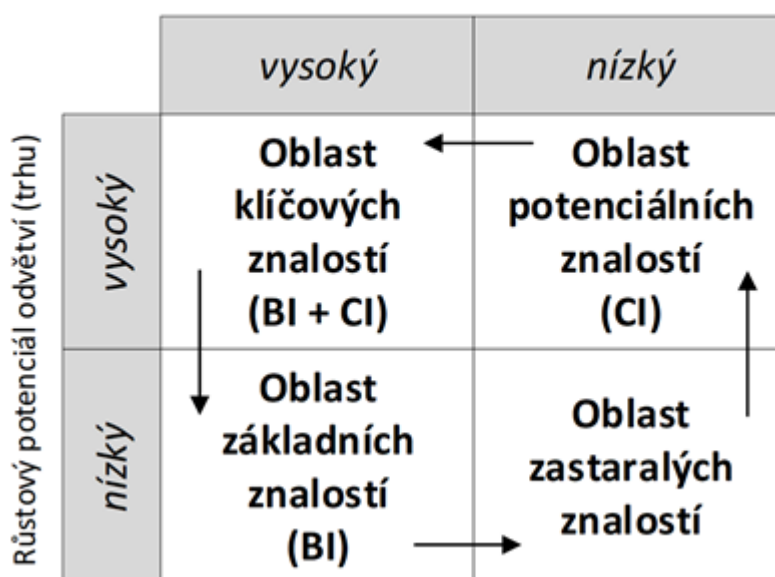 vysoký
nízký
Růstový potenciál odvětví (trhu)
vysoký
Oblast
klíčových
znalostí
(BI + CI)
Oblast
potenciálních
znalostí
(CI)
nízký
Oblast
základních
znalostí
(BI)
Oblast
zastaralých
znalostí